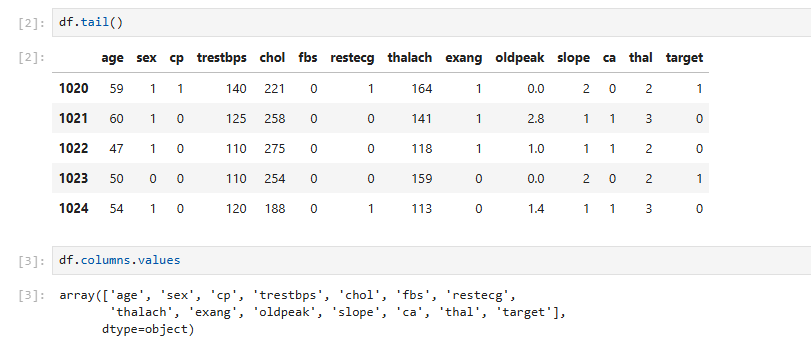 [2]: df.tail()
[2]: age sex cp trestbps chol fbs restecg thalach exang oldpeak slope ca thal target
1020 59 1 1 140 221 0 1 164 1 0.0 2 0 2 1
1021 60 1 0 125 258 0 0 141 1 2.8 1 1 3 0
1022 47 1 0 110 275 0 0 118 1 1.0 1 1 2 0
1023 50 0 0 110 254 0 0 159 0 0.0 2 0 2 1
1024 54 1 0 120 188 0 1 113 0 1.4 1 1 3 0
[3]: df.columns.values
[3]: array(['age', 'sex', 'cp', 'trestbps', 'chol', 'fbs', 'restecg',
'thalach', 'exang', 'oldpeak', 'slope', 'ca', 'thal', 'target'],
dtype=object)